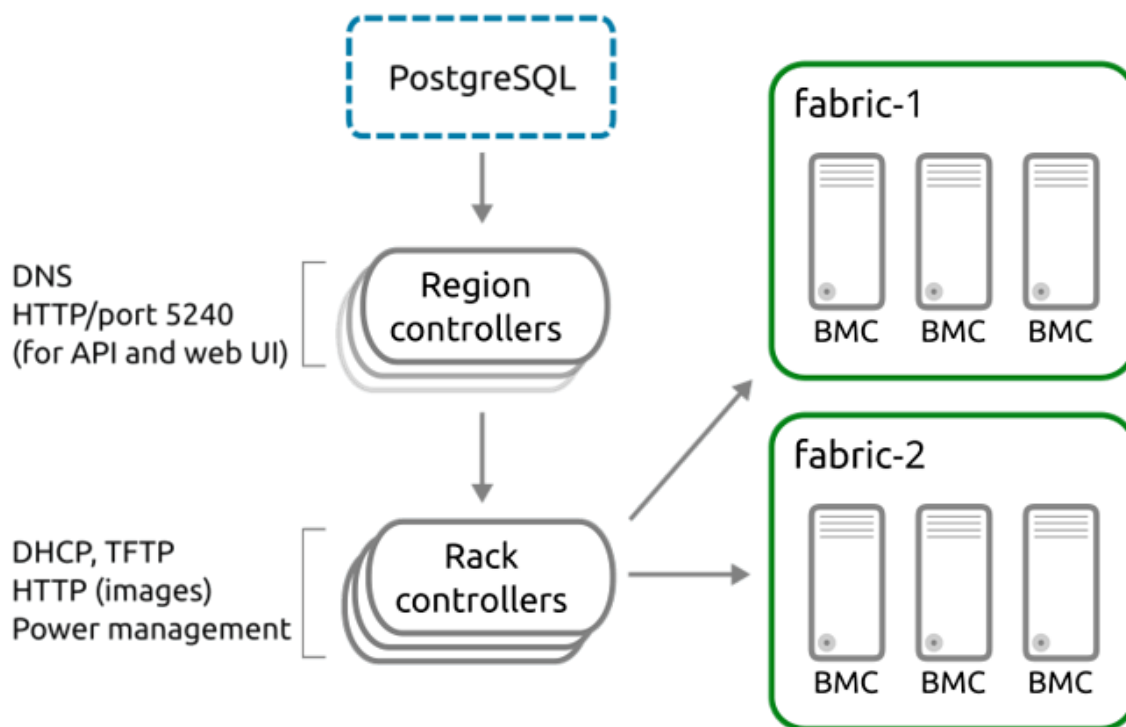 PostgreSQL
DNS
HTTP/port 5240
(for API and web UI)
Region
controllers
DHCP, TFTP
HTTP (images)
Power management
Rack
controllers
fabric-1
BMC BMC BMC
fabric-2
BMC BMC BMC